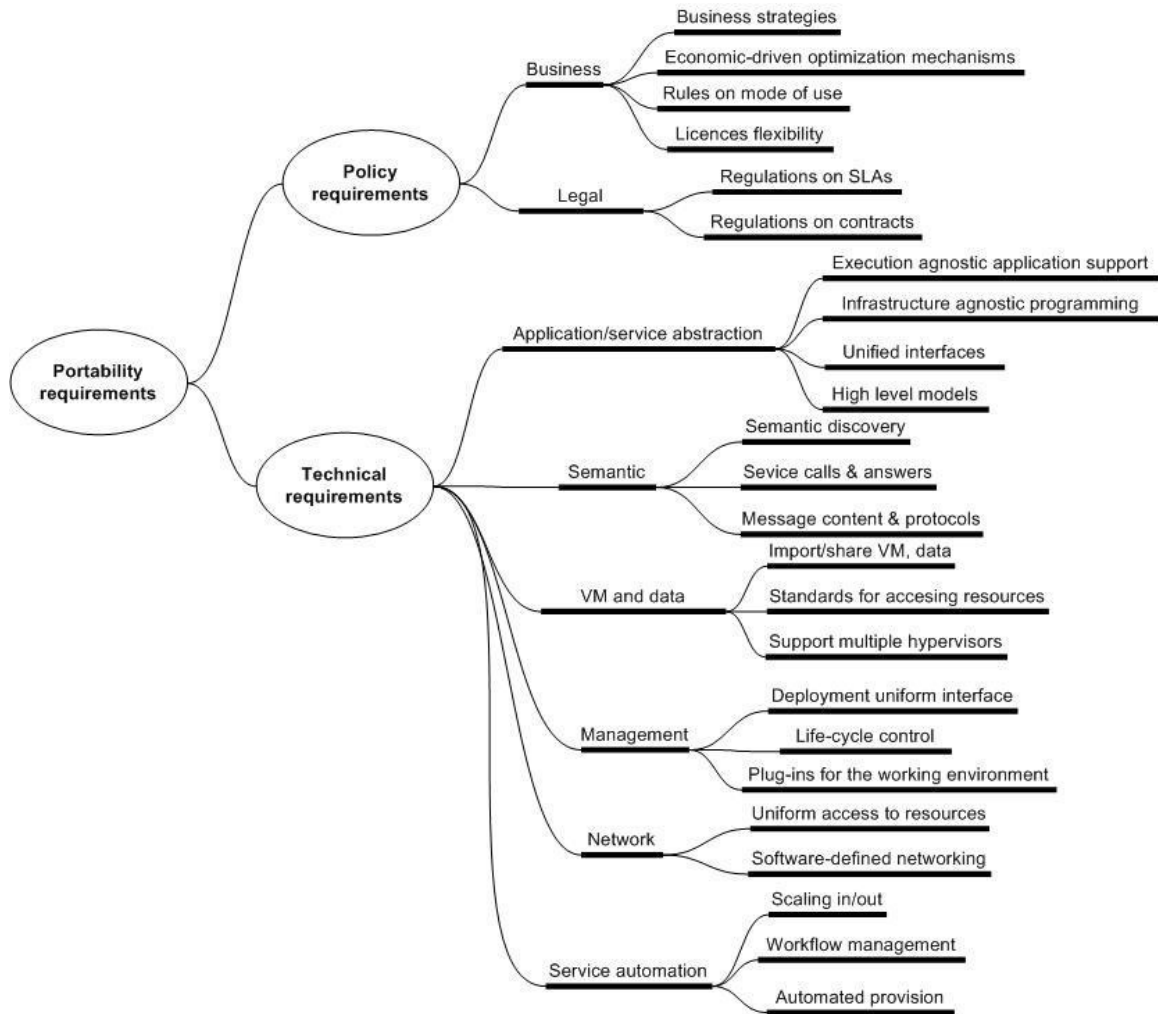 Business strategies
Economic-driven optimization mechanisms
Business
Rules on mode of use
Licences flexibility
Policy
requirements
Regulations on SLAs
Legal
Regulations on contracts
Execution agnostic application support
Infrastructure agnostic programming
Application/service abstraction
Unified interfaces
High level models
Portability
requirements
Semantic discovery
Technical
requirements
Semantic
Sevice calls & answers
Message content & protocols
Import/share VM, data
VM and data
Standards for accesing resources
Support multiple hypervisors
Deployment uniform interface
Management
Life-cycle control
Plug-ins for the working environment
Uniform access to resources
Network
Software-defined networking
Scaling in/out
Workflow management
Service automation
Automated provision